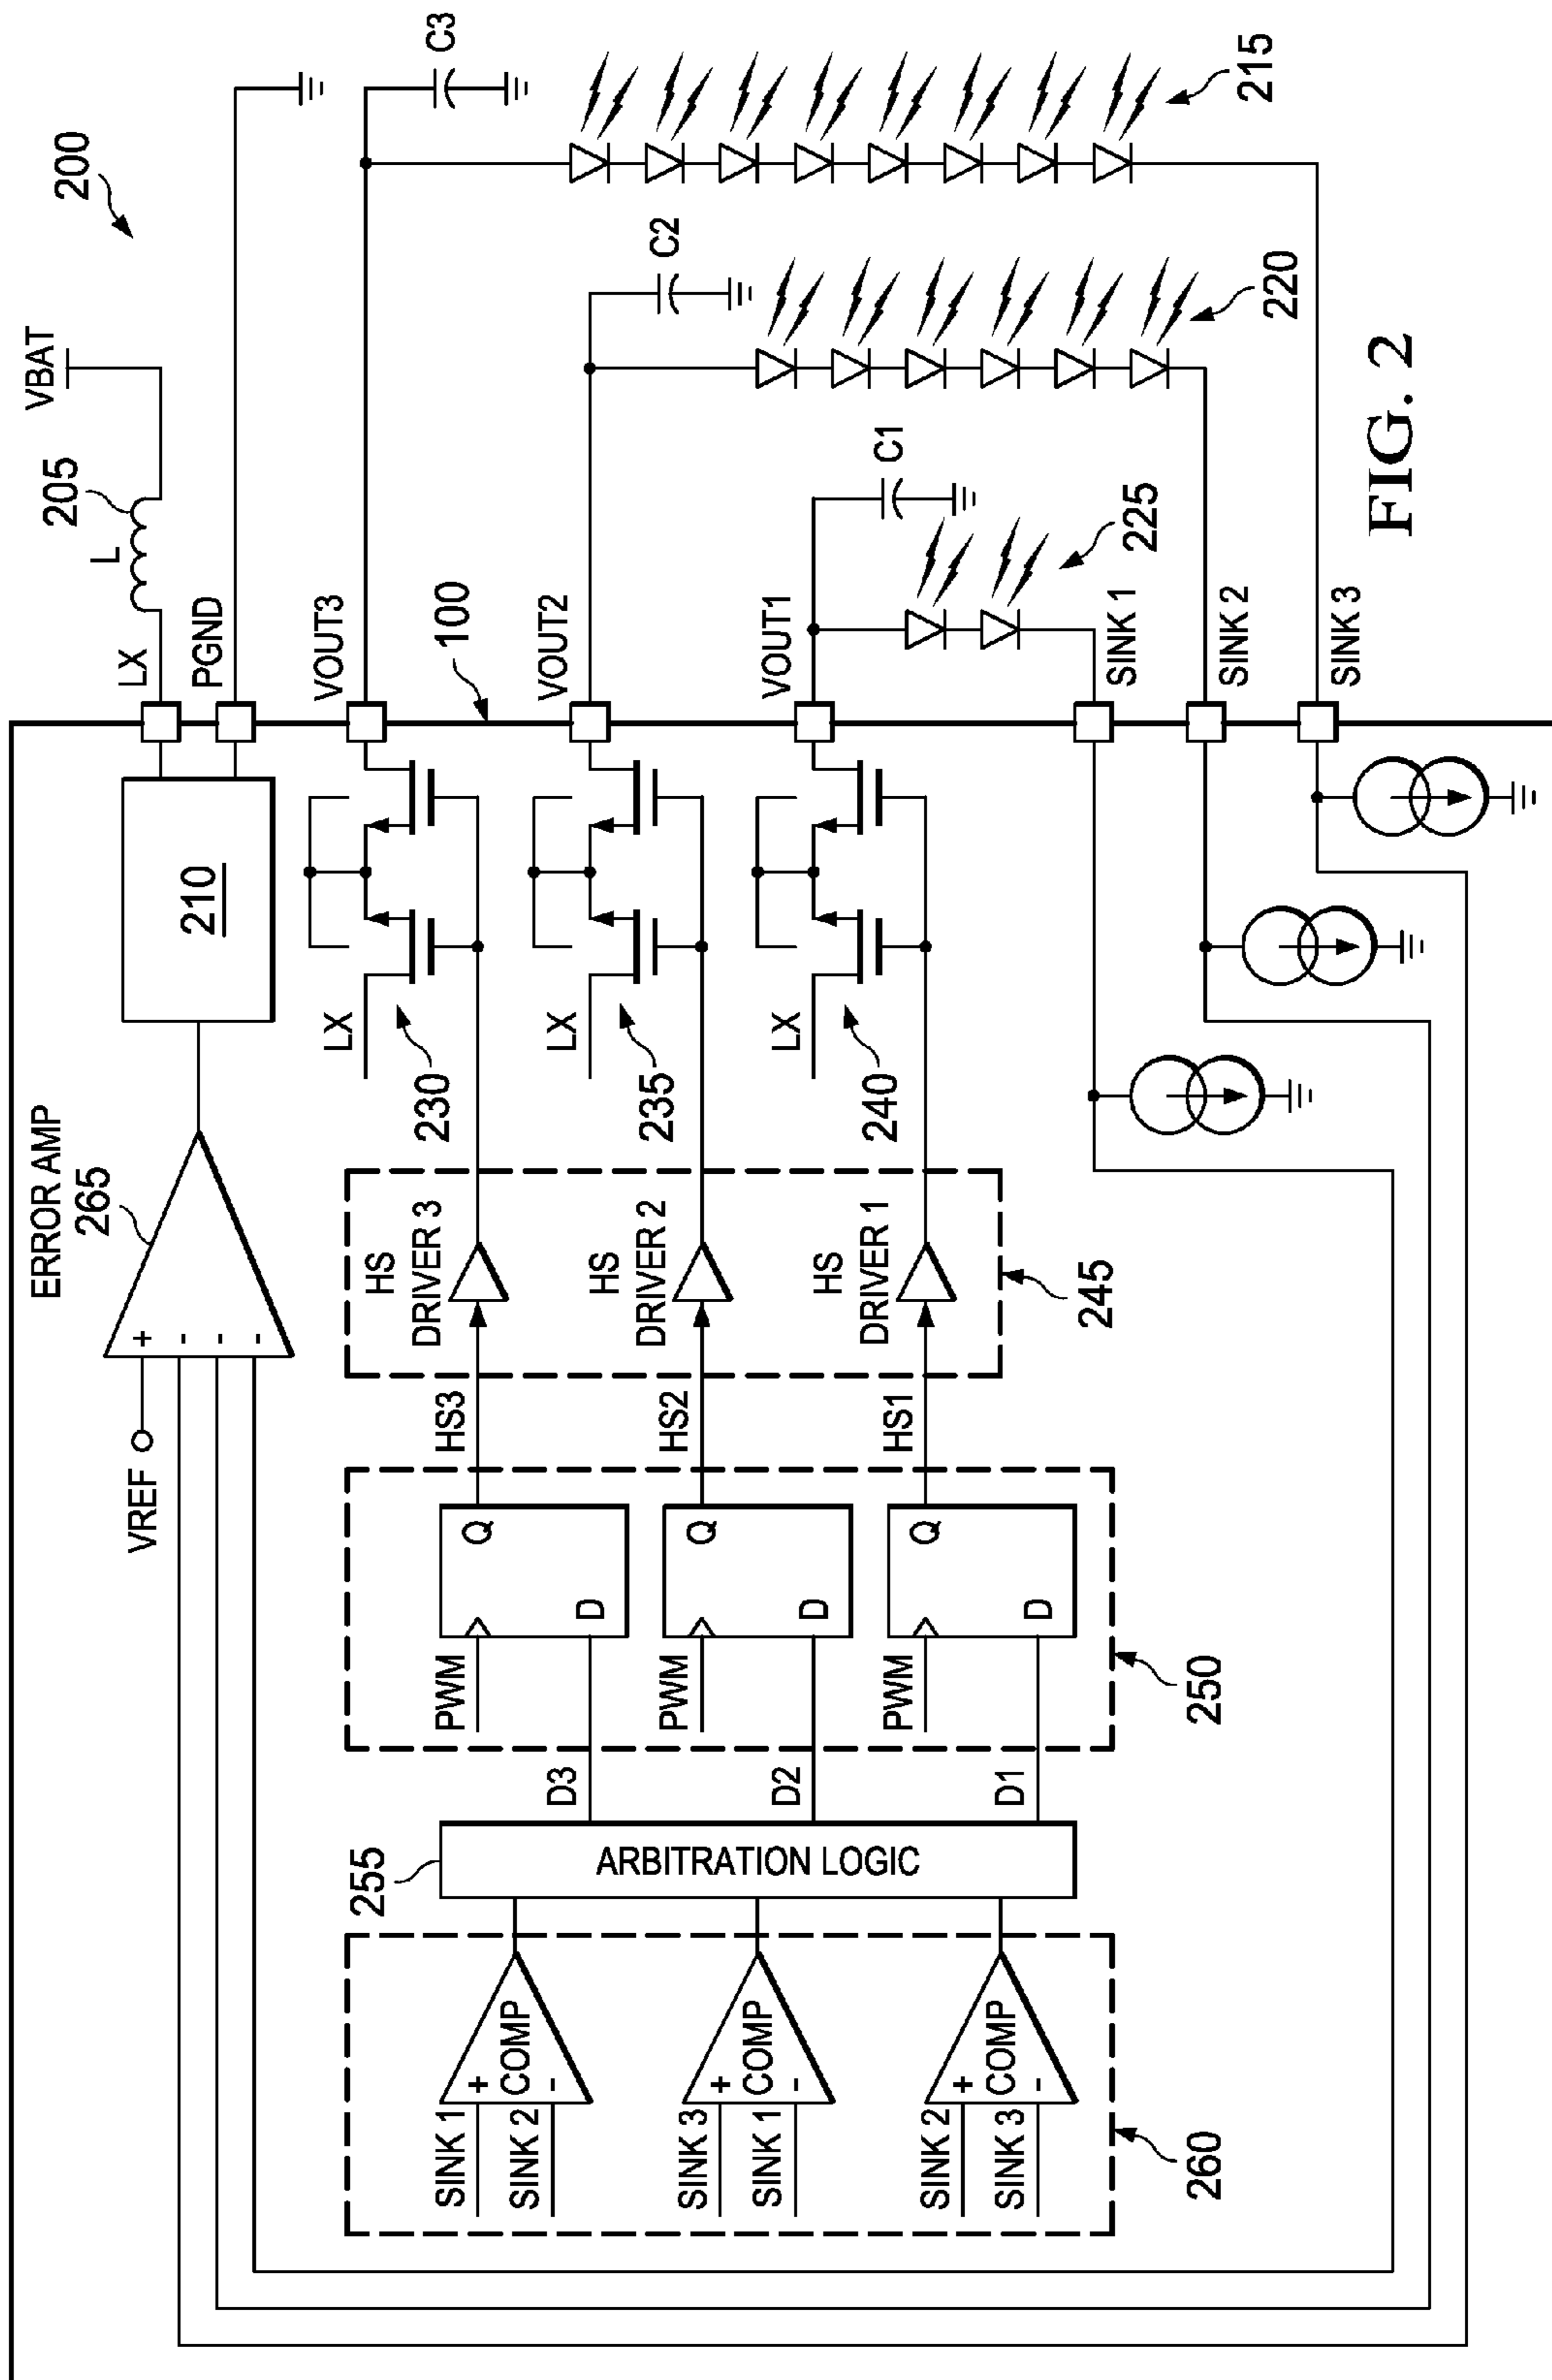 200
VBAT
205
L
LX
PGND
VOUT3
C3
215
100
VOUT2
C2
220
VOUT1
C1
225
SINK 1
SINK 2
SINK 3
210
ERROR AMP
265
+
-
-
-
VREF
LX
230
LX
235
LX
240
HS
DRIVER 3
HS
DRIVER 2
HS
DRIVER 1
245
HS3
HS2
HS1
Q
D
PWM
Q
D
PWM
Q
D
PWM
250
D3
D2
D1
255
ARBITRATION LOGIC
COMP
+
-
SINK 1
SINK 2
COMP
+
-
SINK 3
SINK 1
COMP
+
-
SINK 2
SINK 3
260
FIG. 2